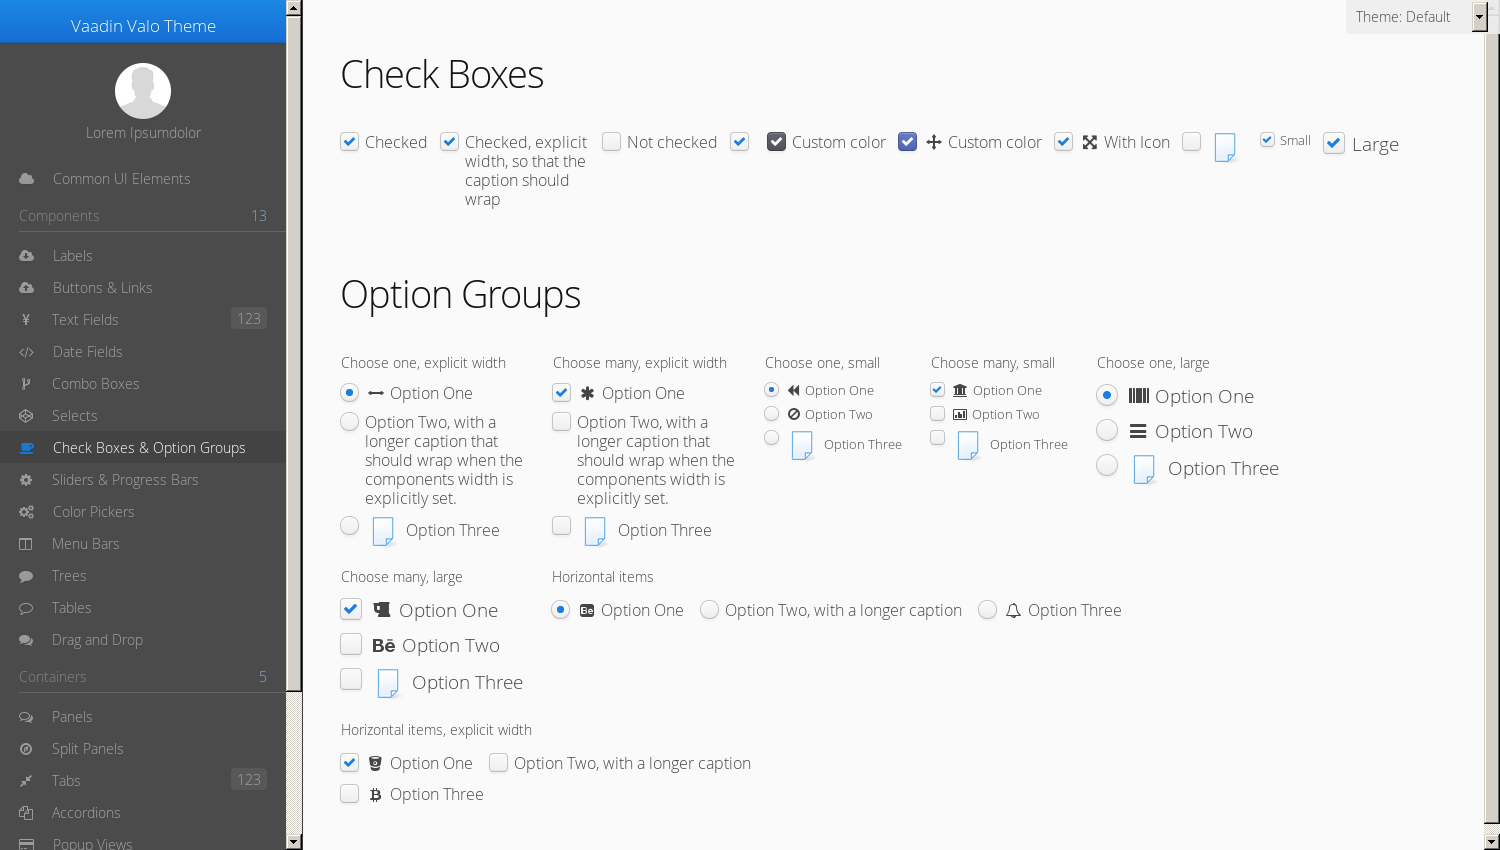 Vaadin Valo Theme
Lorem Ipsumdolor
Common UI Elements
Components 13
Labels
Buttons & Links
Text Fields 123
Date Fields
Combo Boxes
Selects
Check Boxes & Option Groups
Sliders & Progress Bars
Color Pickers
Menu Bars
Trees
Tables
Drag and Drop
Containers 5
Panels
Split Panels
Tabs 123
Accordions
Popup Views
Theme: Default
Check Boxes
Checked
Checked, explicit
width, so that the
caption should
wrap
Not checked
Custom color
Custom color
With Icon
Small
Large
Option Groups
Choose one, explicit width
Option One
Option Two, with a
longer caption that
should wrap when the
components width is
explicitly set.
Option Three
Choose many, explicit width
Option One
Option Two, with a
longer caption that
should wrap when the
components width is
explicitly set.
Option Three
Choose one, small
Option One
Option Two
Option Three
Choose many, small
Option One
Option Two
Option Three
Choose one, large
Option One
Option Two
Option Three
Choose many, large
Option One
Bē Option Two
Option Three
Horizontal items
Be Option One
Option Two, with a longer caption
Option Three
Horizontal items, explicit width
Option One
Option Two, with a longer caption
Option Three